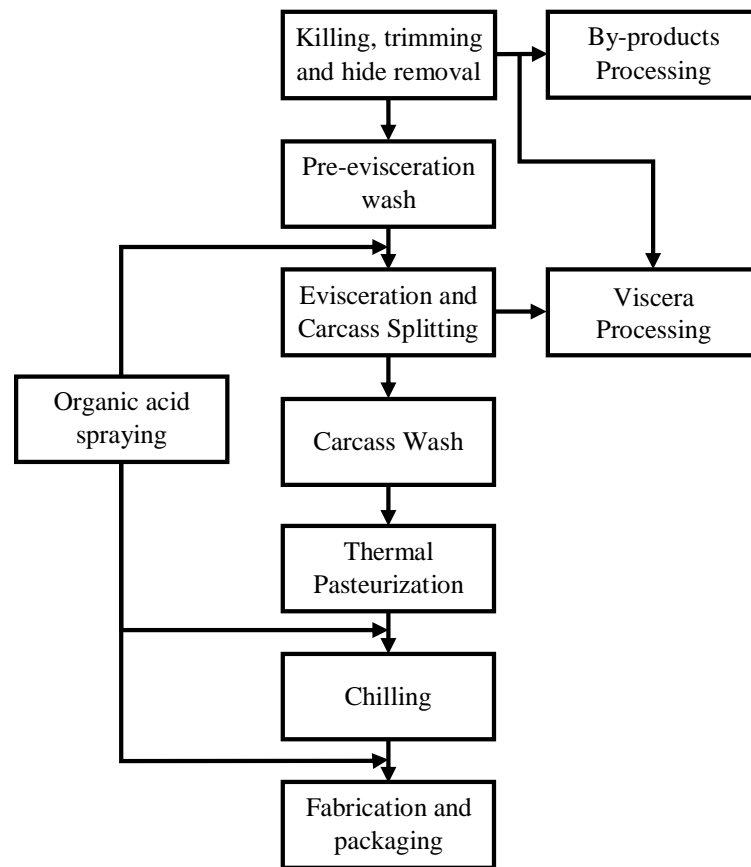 Killing, trimming
and hide removal
By-products
Processing
Pre-evisceration
wash
Evisceration and
Carcass Splitting
Viscera
Processing
Organic acid
spraying
Carcass Wash
Thermal
Pasteurization
Chilling
Fabrication and
packaging